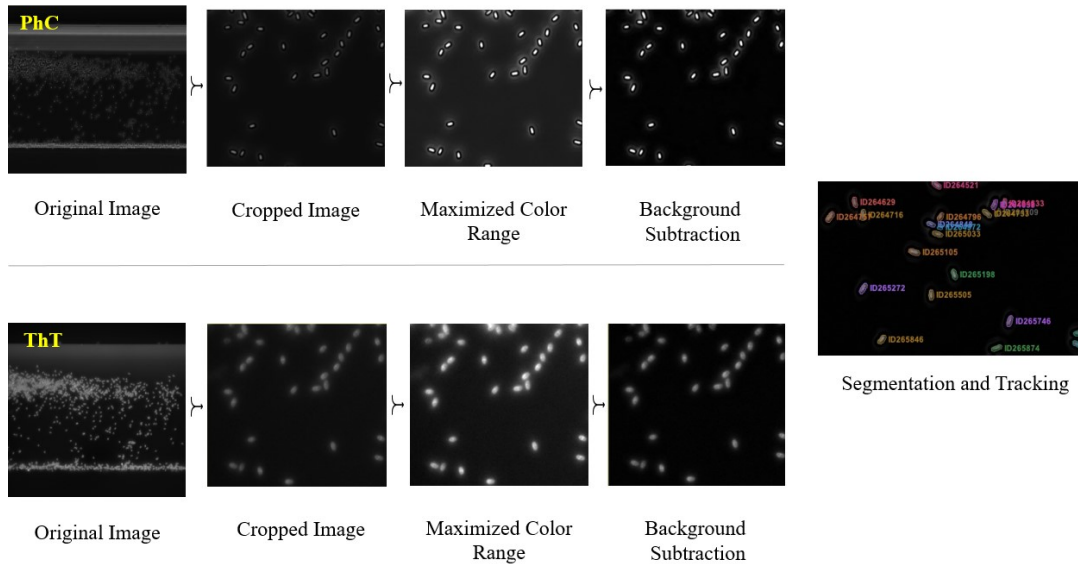 PhC
Original Image
Cropped Image
Maximized Color
Range
Background
Subtraction
ThT
Original Image
Cropped Image
Maximized Color
Range
Background
Subtraction
ID264521
ID264629
ID264716
ID264796
ID265033
ID265105
ID265198
ID265272
ID265505
ID265746
ID265846
ID265874
Segmentation and Tracking